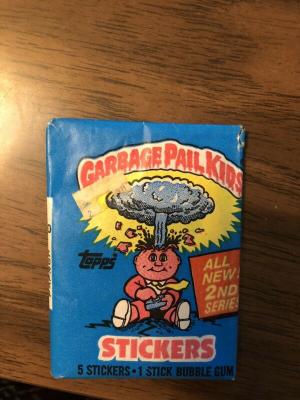 GARBAGE PAIL KIDS
topps
ALL
NEW
2ND
SERIES
STICKERS
5 STICKERS • 1 STICK BUBBLE GUM